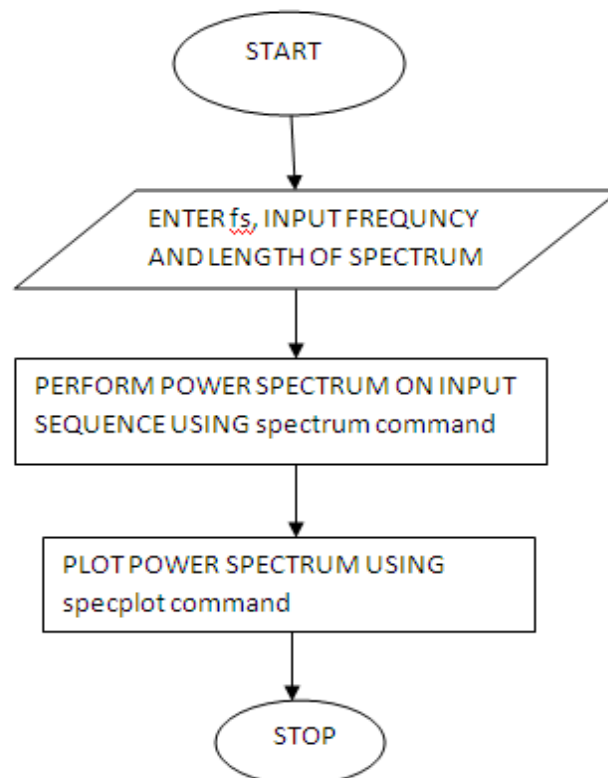 START
ENTER fs, INPUT FREQUNCY
AND LENGTH OF SPECTRUM
PERFORM POWER SPECTRUM ON INPUT
SEQUENCE USING spectrum command
PLOT POWER SPECTRUM USING
specplot command
STOP